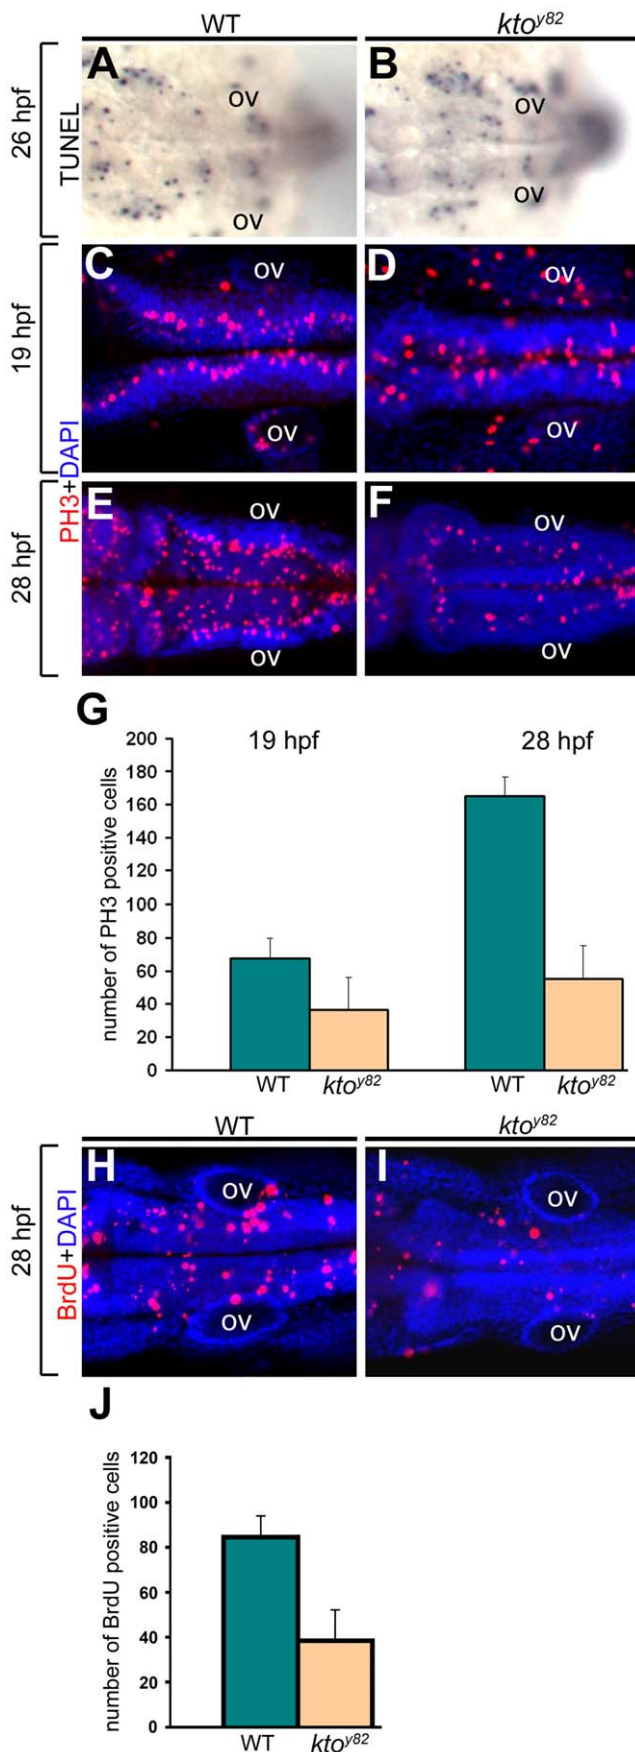 WT kto^y82
26 hpf
TUNEL
A ov ov
B ov ov
19 hpf
C ov ov
D ov ov
PH3+DAPI
28 hpf
E ov ov
F ov ov
G
19 hpf 28 hpf
number of PH3 positive cells
200
180
160
140
120
100
80
60
40
20
0
WT kto^y82 WT kto^y82
WT kto^y82
28 hpf
BrdU+DAPI
H ov ov
I ov ov
J
number of BrdU positive cells
120
100
80
60
40
20
0
WT kto^y82